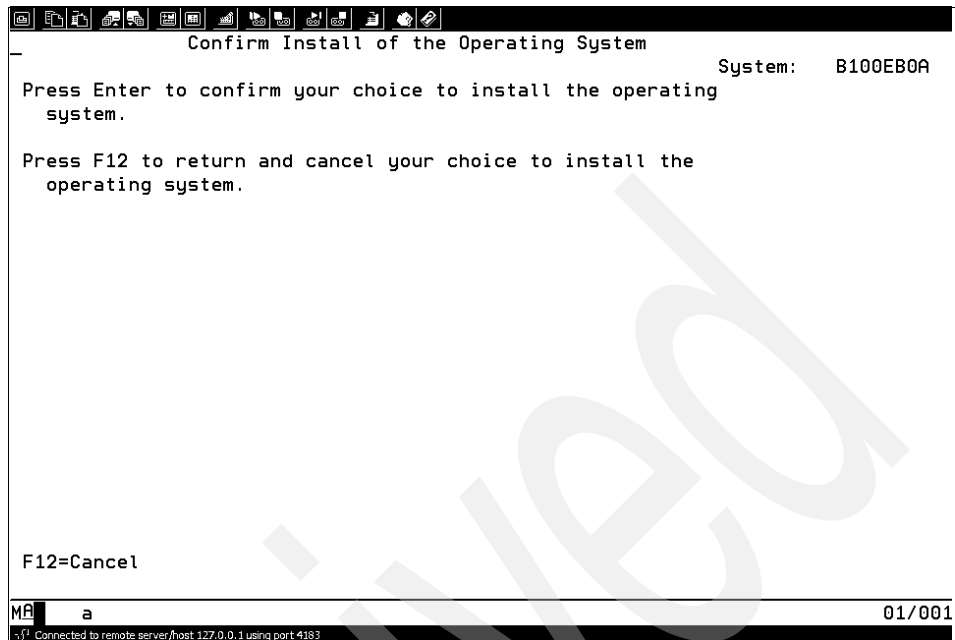 Confirm Install of the Operating System
System: B100EB0A
Press Enter to confirm your choice to install the operating
system.
Press F12 to return and cancel your choice to install the
operating system.
F12=Cancel
MA a 01/001
Connected to remote server/host 127.0.0.1 using port 4183